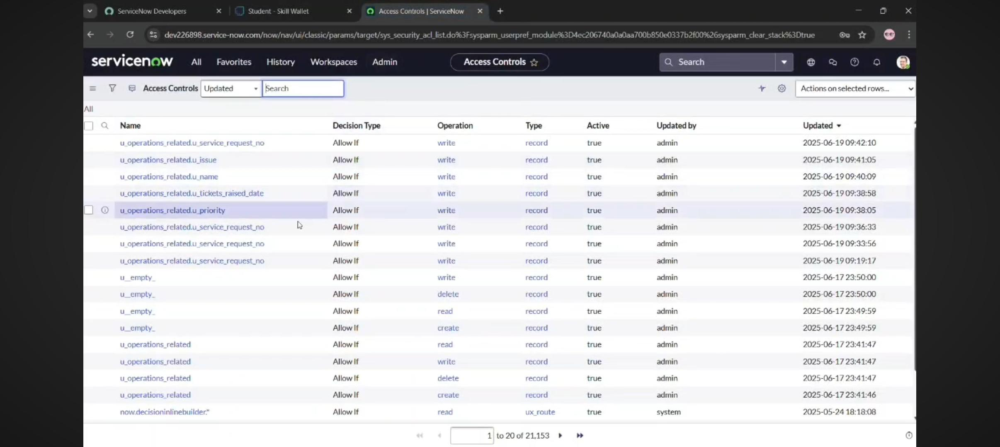 ServiceNow Developers Student - Skill Wallet Access Controls | ServiceNow
dev226898.service-now.com/now/nav/ui/classic/params/target/sys_security_acl_list.do%3Fsysparm_userpref_module%3D4ec206740a0a0aa700b850e0337b2f00%26sysparm_clear_stack%3Dtrue
servicenow All Favorites History Workspaces Admin Access Controls Search
Access Controls Updated Search Actions on selected rows...
All
Name Decision Type Operation Type Active Updated by Updated
u_operations_related.u_service_request_no Allow If write record true admin 2025-06-19 09:42:10
u_operations_related.u_issue Allow If write record true admin 2025-06-19 09:41:05
u_operations_related.u_name Allow If write record true admin 2025-06-19 09:40:09
u_operations_related.u_tickets_raised_date Allow If write record true admin 2025-06-19 09:38:58
u_operations_related.u_priority Allow If write record true admin 2025-06-19 09:38:05
u_operations_related.u_service_request_no Allow If write record true admin 2025-06-19 09:36:33
u_operations_related.u_service_request_no Allow If write record true admin 2025-06-19 09:33:56
u_operations_related.u_service_request_no Allow If write record true admin 2025-06-19 09:19:17
u__empty_ Allow If write record true admin 2025-06-17 23:50:00
u__empty_ Allow If delete record true admin 2025-06-17 23:50:00
u__empty_ Allow If read record true admin 2025-06-17 23:49:59
u__empty_ Allow If create record true admin 2025-06-17 23:49:59
u_operations_related Allow If read record true admin 2025-06-17 23:41:47
u_operations_related Allow If write record true admin 2025-06-17 23:41:47
u_operations_related Allow If delete record true admin 2025-06-17 23:41:47
u_operations_related Allow If create record true admin 2025-06-17 23:41:46
now.decisioninlinebuilder.* Allow If read ux_route true system 2025-05-24 18:18:08
1 to 20 of 21,153